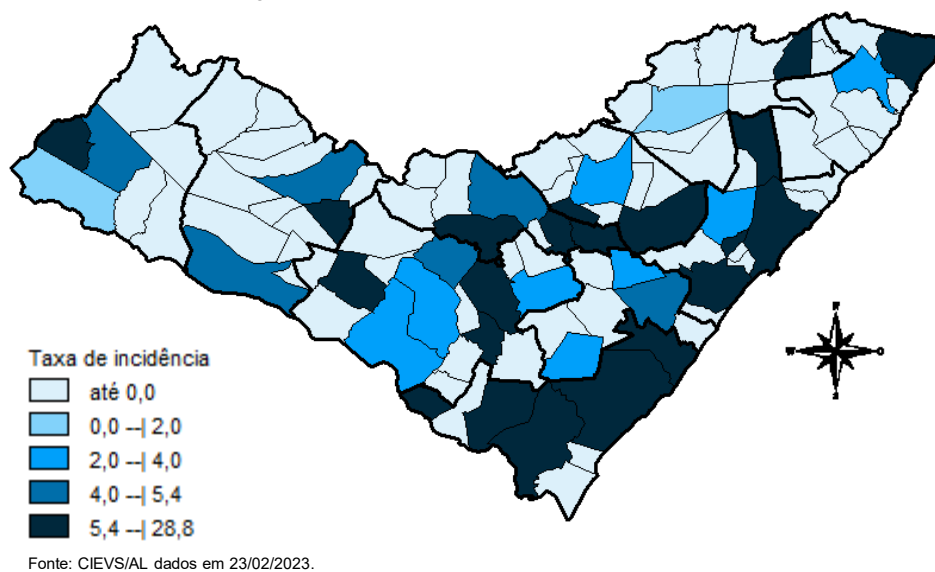 Taxa de incidência
até 0,0
0,0 --| 2,0
2,0 --| 4,0
4,0 --| 5,4
5,4 --| 28,8
Fonte: CIEVS/AL dados em 23/02/2023.